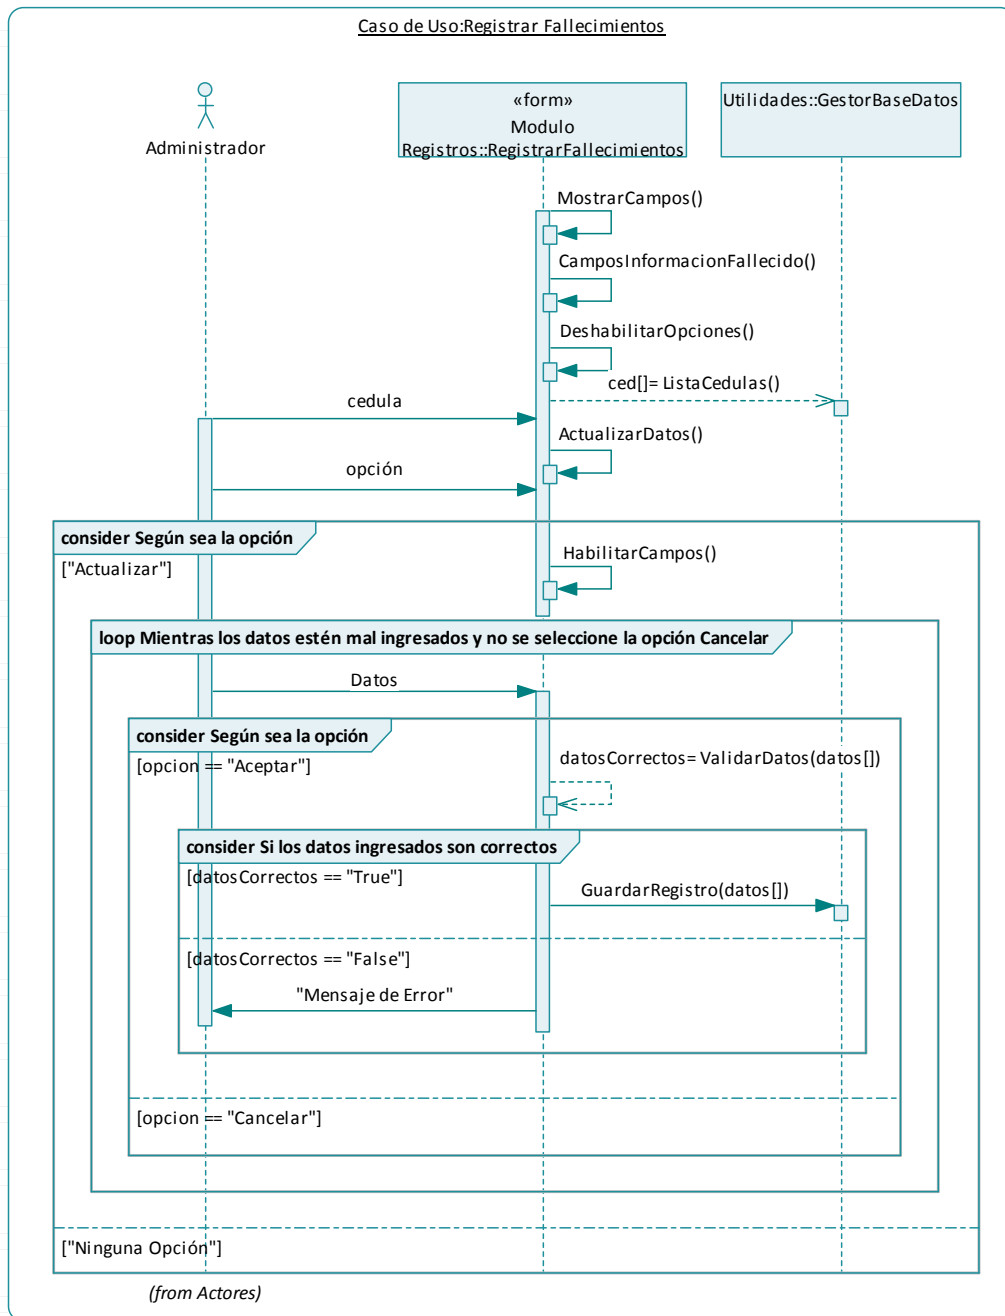 Caso de Uso:Registrar Fallecimientos
Administrador
«form»
Modulo
Registros::RegistrarFallecimientos
Utilidades::GestorBaseDatos
MostrarCampos()
CamposInformacionFallecido()
DeshabilitarOpciones()
ced[]= ListaCedulas()
cedula
ActualizarDatos()
opción
consider Según sea la opción
["Actualizar"]
HabilitarCampos()
loop Mientras los datos estén mal ingresados y no se seleccione la opción Cancelar
Datos
consider Según sea la opción
[opcion == "Aceptar"]
datosCorrectos= ValidarDatos(datos[])
consider Si los datos ingresados son correctos
[datosCorrectos == "True"]
GuardarRegistro(datos[])
[datosCorrectos == "False"]
"Mensaje de Error"
[opcion == "Cancelar"]
["Ninguna Opción"]
(from Actores)